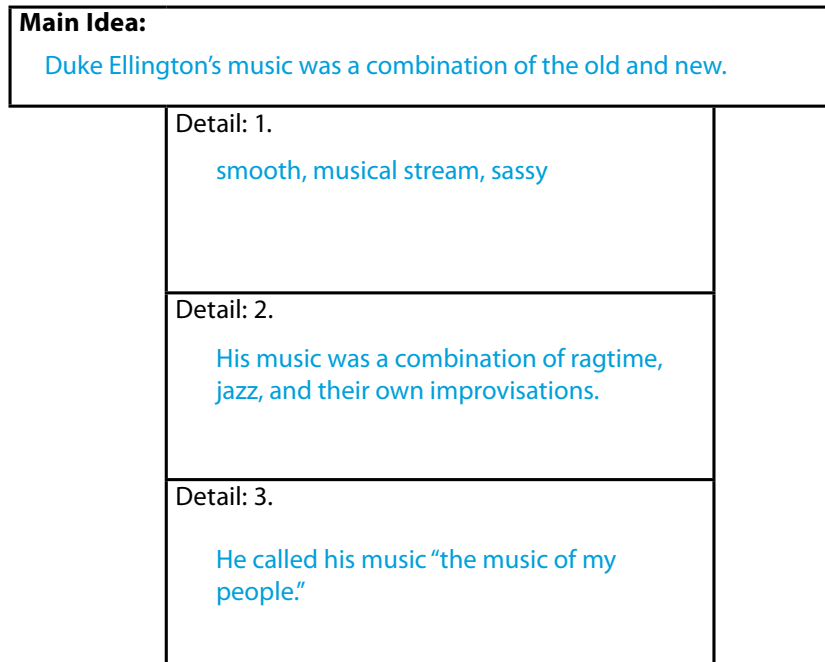 Main Idea:
Duke Ellington’s music was a combination of the old and new.
Detail: 1.
smooth, musical stream, sassy
Detail: 2.
His music was a combination of ragtime,
jazz, and their own improvisations.
Detail: 3.
He called his music “the music of my
people.”